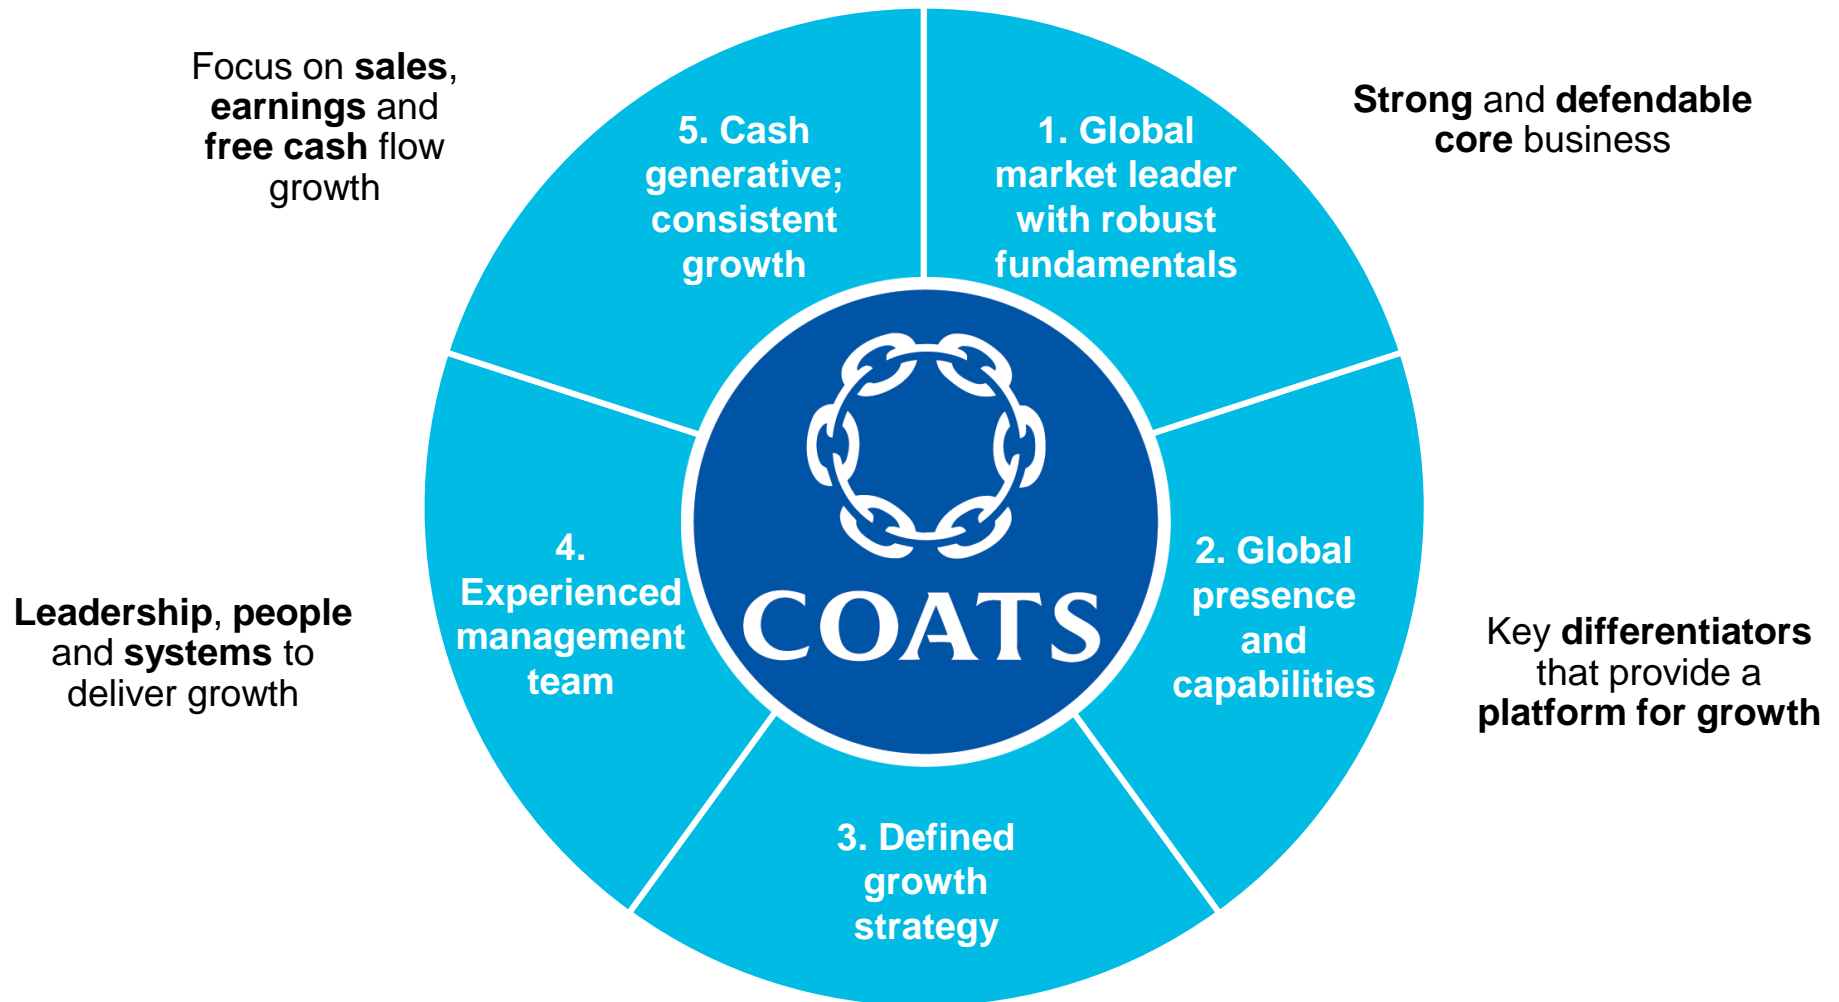 Focus on sales,
earnings and
free cash flow
growth
5. Cash
generative;
consistent
growth
1. Global
market leader
with robust
fundamentals
Strong and defendable
core business
4.
Experienced
management
team
Leadership, people
and systems to
deliver growth
COATS
2. Global
presence
and
capabilities
Key differentiators
that provide a
platform for growth
3. Defined
growth
strategy